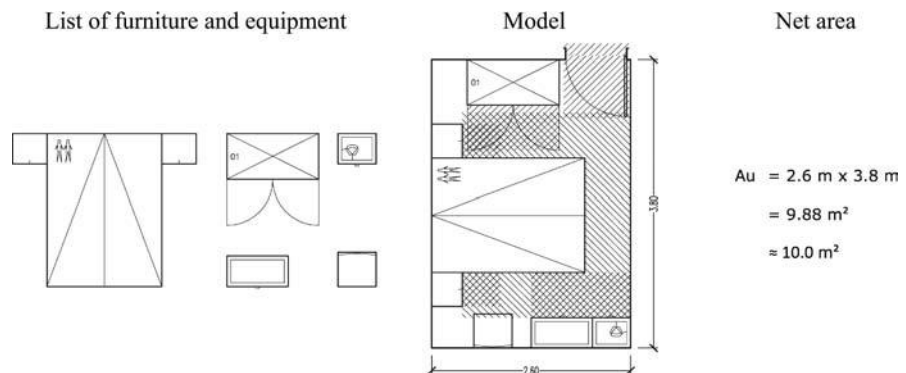 List of furniture and equipment
Model
Net area
01
01
3.80
2.60
Au = 2.6 m x 3.8 m
= 9.88 m²
≈ 10.0 m²